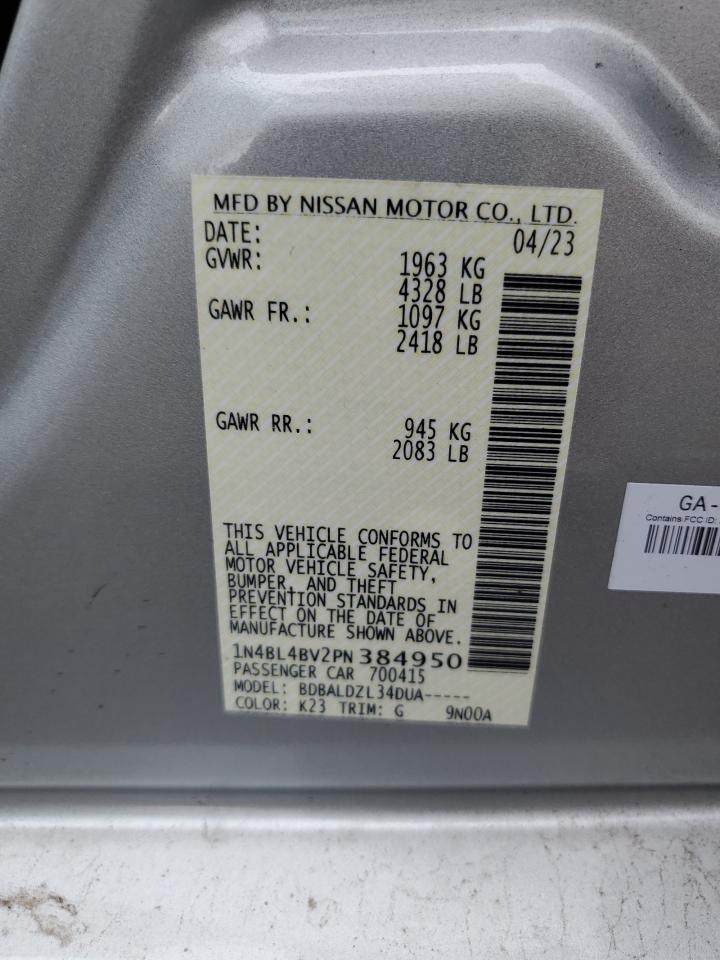 MFD BY NISSAN MOTOR CO., LTD.
DATE: 04/23
GVWR: 1963 KG
4328 LB
GAWR FR.: 1097 KG
2418 LB
GAWR RR.: 945 KG
2083 LB
THIS VEHICLE CONFORMS TO
ALL APPLICABLE FEDERAL
MOTOR VEHICLE SAFETY,
BUMPER, AND THEFT
PREVENTION STANDARDS IN
EFFECT ON THE DATE OF
MANUFACTURE SHOWN ABOVE.
1N4BL4BV2PN384950
PASSENGER CAR 700415
MODEL: BDBALDZL34DUA-----
COLOR: K23 TRIM: G 9N00A
GA-
Contains FCC ID: